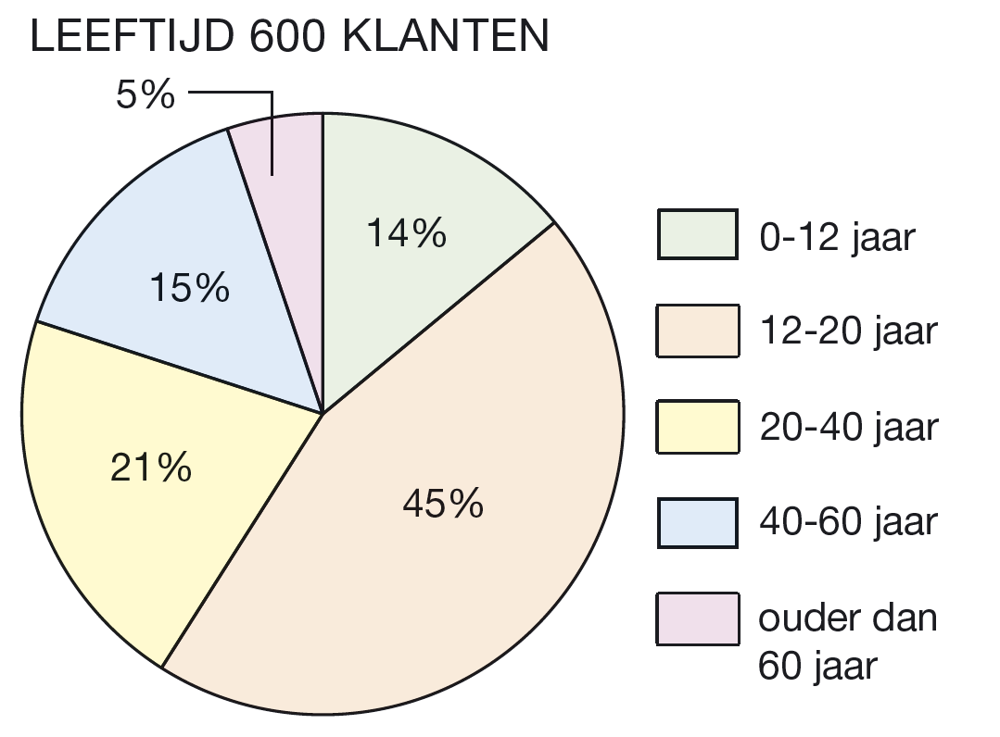 LEEFTIJD 600 KLANTEN
5%
14%
15%
21%
45%
0-12 jaar
12-20 jaar
20-40 jaar
40-60 jaar
ouder dan
60 jaar